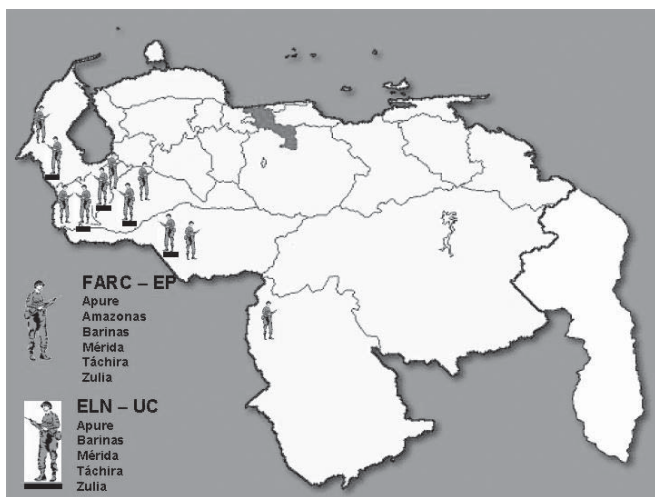 FARC – EP
Apure
Amazonas
Barinas
Mérida
Táchira
Zulia
ELN – UC
Apure
Barinas
Mérida
Táchira
Zulia